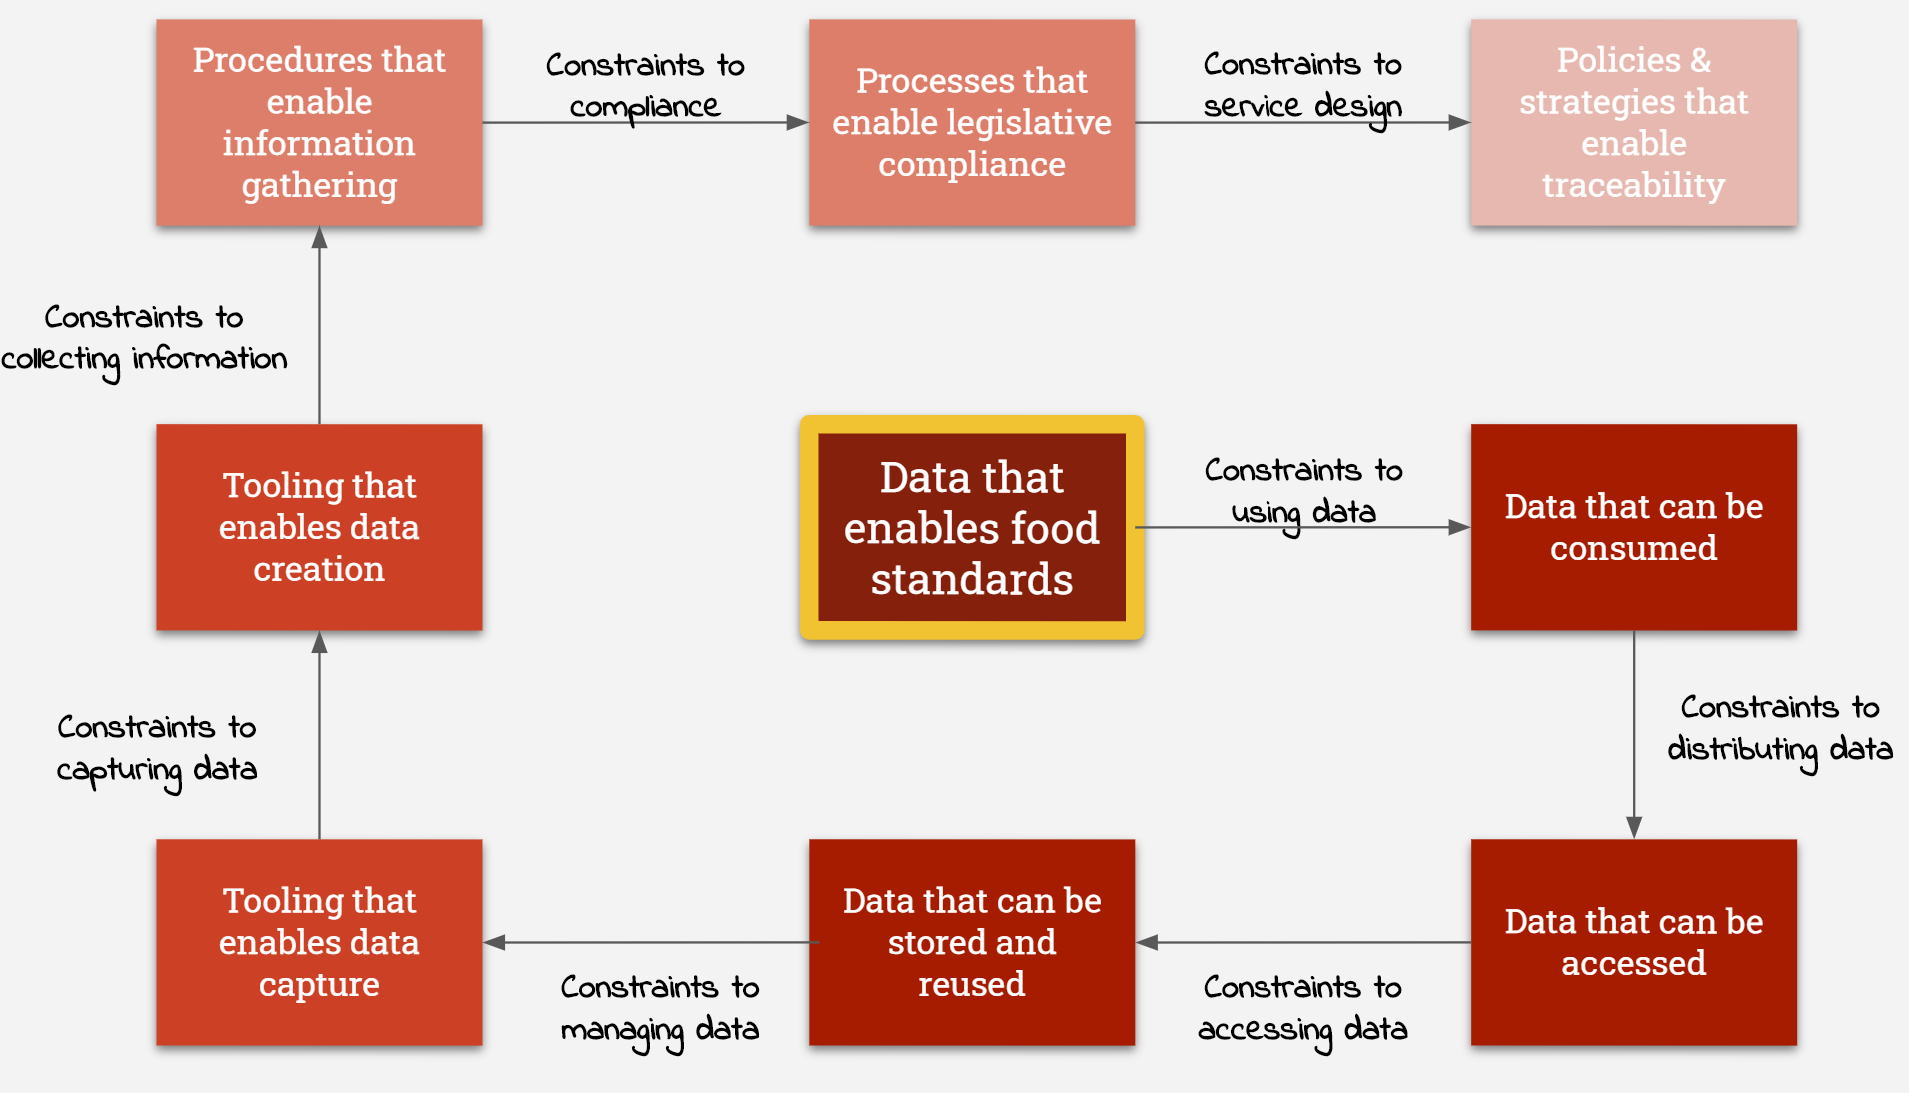 Procedures that
enable
information
gathering
Constraints to
compliance
Processes that
enable legislative
compliance
Constraints to
service design
Policies &
strategies that
enable
traceability
Constraints to
collecting information
Tooling that
enables data
creation
Data that
enables food
standards
Constraints to
using data
Data that can be
consumed
Constraints to
capturing data
Constraints to
distributing data
Tooling that
enables data
capture
Constraints to
managing data
Data that can be
stored and
reused
Constraints to
accessing data
Data that can be
accessed